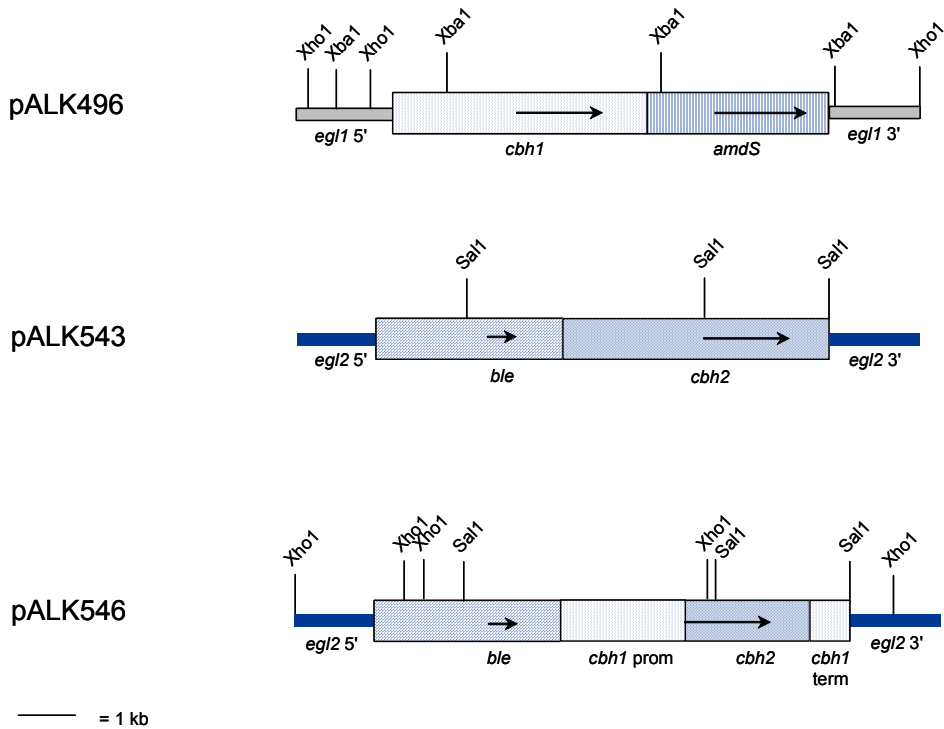 Xho1 Xba1 Xho1 Xba1 Xba1 Xba1 Xho1
pALK496
egl1 5' egl1 3'
cbh1 amdS
Sal1 Sal1 Sal1
pALK543
egl2 5' egl2 3'
ble cbh2
Xho1 Xho1 Xho1 Sal1 Xho1 Sal1 Sal1 Xho1
pALK546
egl2 5' egl2 3'
ble cbh1 prom cbh2 cbh1
term
= 1 kb